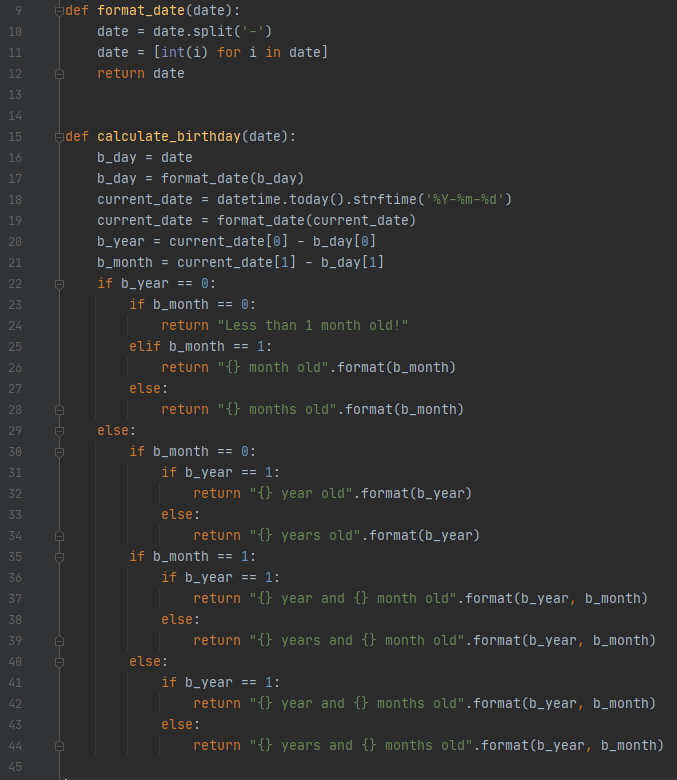 9 def format_date(date):
10     date = date.split('-')
11     date = [int(i) for i in date]
12     return date
13
14
15 def calculate_birthday(date):
16     b_day = date
17     b_day = format_date(b_day)
18     current_date = datetime.today().strftime('%Y-%m-%d')
19     current_date = format_date(current_date)
20     b_year = current_date[0] - b_day[0]
21     b_month = current_date[1] - b_day[1]
22     if b_year == 0:
23         if b_month == 0:
24             return "Less than 1 month old!"
25         elif b_month == 1:
26             return "{} month old".format(b_month)
27         else:
28             return "{} months old".format(b_month)
29     else:
30         if b_month == 0:
31             if b_year == 1:
32                 return "{} year old".format(b_year)
33             else:
34                 return "{} years old".format(b_year)
35         if b_month == 1:
36             if b_year == 1:
37                 return "{} year and {} month old".format(b_year, b_month)
38             else:
39                 return "{} years and {} month old".format(b_year, b_month)
40         else:
41             if b_year == 1:
42                 return "{} year and {} months old".format(b_year, b_month)
43             else:
44                 return "{} years and {} months old".format(b_year, b_month)
45